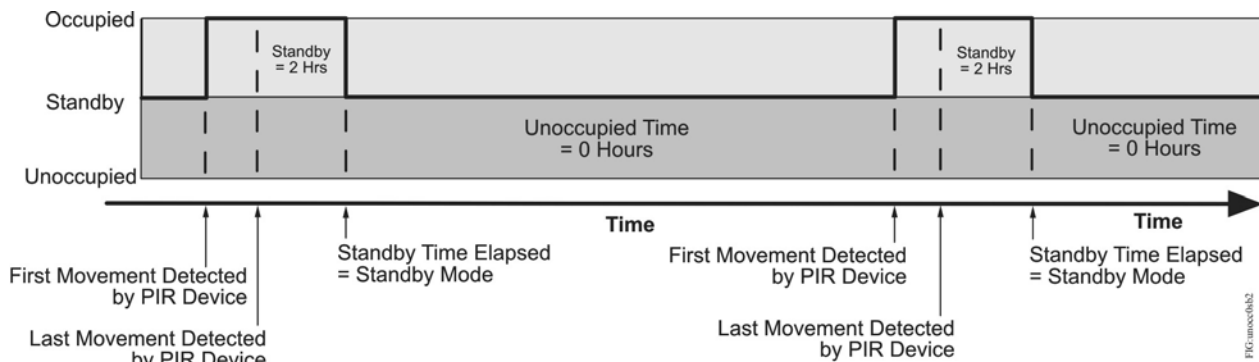 Occupied
Standby
= 2 Hrs
Standby
= 2 Hrs
Standby
Unoccupied Time
= 0 Hours
Unoccupied Time
= 0 Hours
Unoccupied
Time
Time
First Movement Detected
by PIR Device
Standby Time Elapsed
= Standby Mode
First Movement Detected
by PIR Device
Standby Time Elapsed
= Standby Mode
Last Movement Detected
by PIR Device
Last Movement Detected
by PIR Device
FIG:unocc0sb2